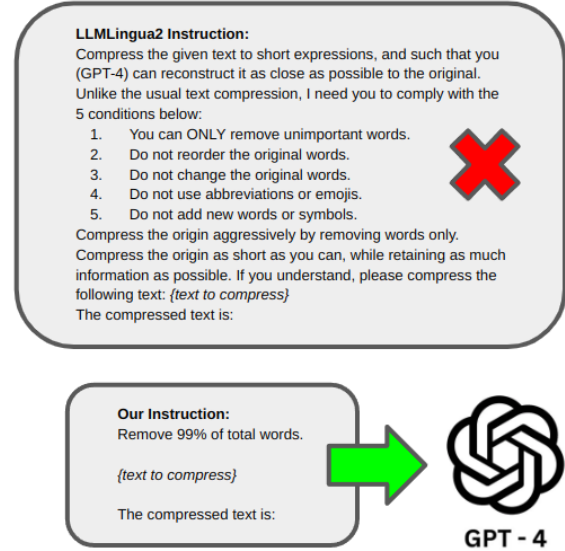 LLMLingua2 Instruction:
Compress the given text to short expressions, and such that you
(GPT-4) can reconstruct it as close as possible to the original.
Unlike the usual text compression, I need you to comply with the
5 conditions below:
1. You can ONLY remove unimportant words.
2. Do not reorder the original words.
3. Do not change the original words.
4. Do not use abbreviations or emojis.
5. Do not add new words or symbols.
Compress the origin aggressively by removing words only.
Compress the origin as short as you can, while retaining as much
information as possible. If you understand, please compress the
following text: {text to compress}
The compressed text is:
Our Instruction:
Remove 99% of total words.
{text to compress}
The compressed text is:
GPT - 4